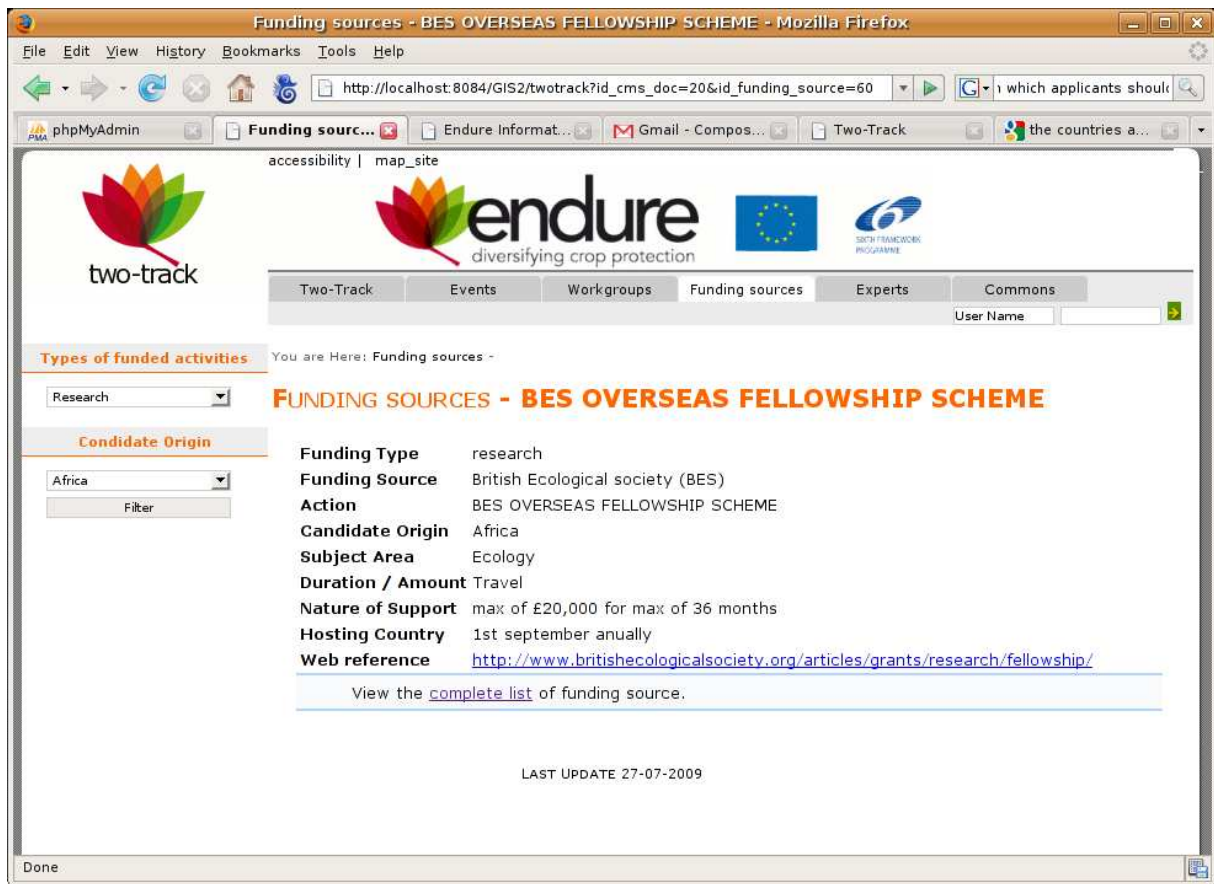 Funding sources - BES OVERSEAS FELLOWSHIP SCHEME - Mozilla Firefox
File Edit View History Bookmarks Tools Help
http://localhost:8084/GIS2/twotrack?id_cms_doc=20&id_funding_source=60 which applicants should
phpMyAdmin Funding sourc... Endure Informat... Gmail - Compos... Two-Track the countries a...
accessibility | map_site
two-track
endure
diversifying crop protection
SIXTH FRAMEWORK
PROGRAMME
Two-Track Events Workgroups Funding sources Experts Commons
User Name
Types of funded activities
Research
Condidate Origin
Africa
Filter
You are Here: Funding sources -
FUNDING SOURCES - BES OVERSEAS FELLOWSHIP SCHEME
Funding Type research
Funding Source British Ecological society (BES)
Action BES OVERSEAS FELLOWSHIP SCHEME
Candidate Origin Africa
Subject Area Ecology
Duration / Amount Travel
Nature of Support max of £20,000 for max of 36 months
Hosting Country 1st september anually
Web reference http://www.britishecologicalsociety.org/articles/grants/research/fellowship/
View the complete list of funding source.
LAST UPDATE 27-07-2009
Done